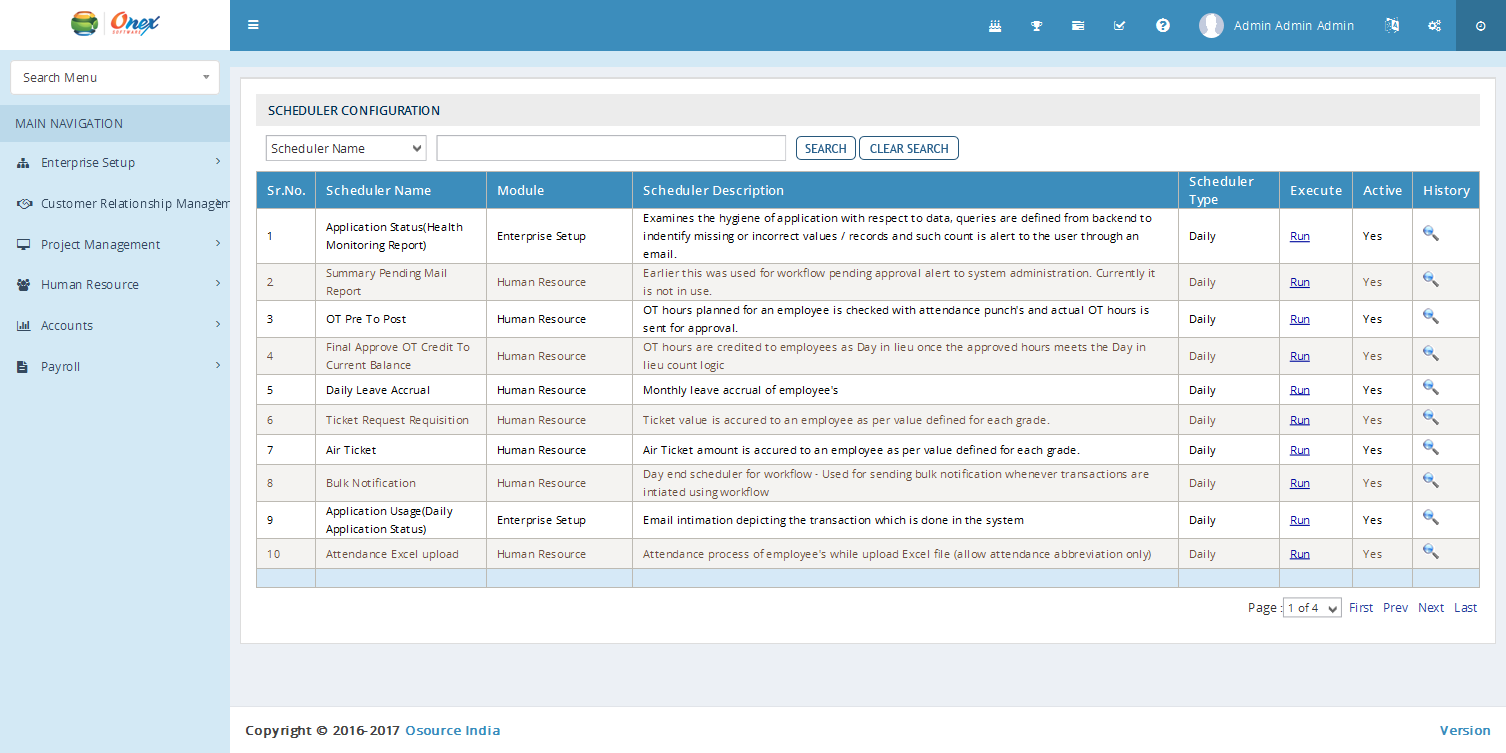 Onex
SOFTWARE
Admin Admin Admin
Search Menu
MAIN NAVIGATION
Enterprise Setup
Customer Relationship Managem
Project Management
Human Resource
Accounts
Payroll
SCHEDULER CONFIGURATION
Scheduler Name SEARCH CLEAR SEARCH
Sr.No. Scheduler Name Module Scheduler Description Scheduler Type Execute Active History
1 Application Status(Health Monitoring Report) Enterprise Setup Examines the hygiene of application with respect to data, queries are defined from backend to indentify missing or incorrect values / records and such count is alert to the user through an email. Daily Run Yes
2 Summary Pending Mail Report Human Resource Earlier this was used for workflow pending approval alert to system administration. Currently it is not in use. Daily Run Yes
3 OT Pre To Post Human Resource OT hours planned for an employee is checked with attendance punch's and actual OT hours is sent for approval. Daily Run Yes
4 Final Approve OT Credit To Current Balance Human Resource OT hours are credited to employees as Day in lieu once the approved hours meets the Day in lieu count logic Daily Run Yes
5 Daily Leave Accrual Human Resource Monthly leave accrual of employee's Daily Run Yes
6 Ticket Request Requisition Human Resource Ticket value is accured to an employee as per value defined for each grade. Daily Run Yes
7 Air Ticket Human Resource Air Ticket amount is accured to an employee as per value defined for each grade. Daily Run Yes
8 Bulk Notification Human Resource Day end scheduler for workflow - Used for sending bulk notification whenever transactions are intiated using workflow Daily Run Yes
9 Application Usage(Daily Application Status) Enterprise Setup Email intimation depicting the transaction which is done in the system Daily Run Yes
10 Attendance Excel upload Human Resource Attendance process of employee's while upload Excel file (allow attendance abbreviation only) Daily Run Yes
Page : 1 of 4 First Prev Next Last
Copyright © 2016-2017 Osource India Version